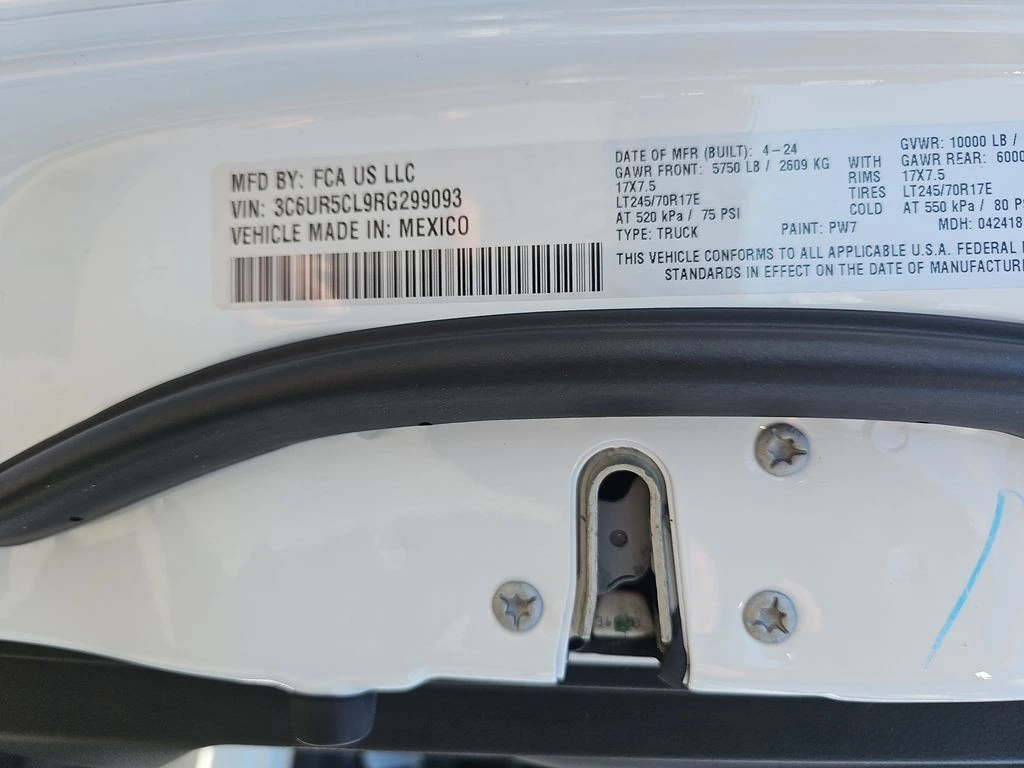 MFD BY: FCA US LLC
VIN: 3C6UR5CL9RG299093
VEHICLE MADE IN: MEXICO
DATE OF MFR (BUILT): 4-24 GVWR: 10000 LB /
GAWR FRONT: 5750 LB / 2609 KG WITH GAWR REAR: 6000
17X7.5 RIMS 17X7.5
LT245/70R17E TIRES LT245/70R17E
AT 520 kPa / 75 PSI COLD AT 550 kPa / 80 PS
TYPE: TRUCK PAINT: PW7 MDH: 042418
THIS VEHICLE CONFORMS TO ALL APPLICABLE U.S.A. FEDERAL
STANDARDS IN EFFECT ON THE DATE OF MANUFACTURE